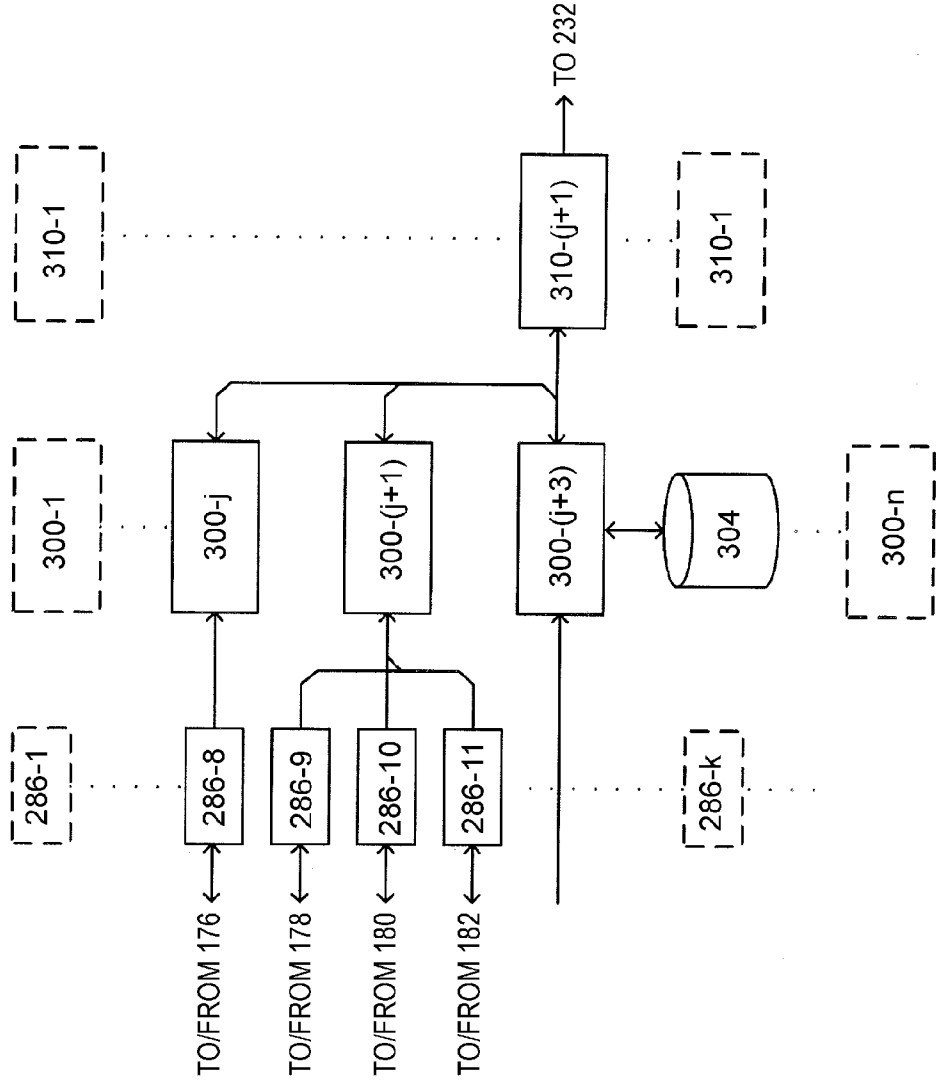 286-1
300-1
310-1
TO/FROM 176
286-8
300-j
TO/FROM 178
286-9
TO/FROM 180
286-10
300-(j+1)
TO/FROM 182
286-11
300-(j+3)
310-(j+1)
TO 232
286-k
304
310-1
300-n